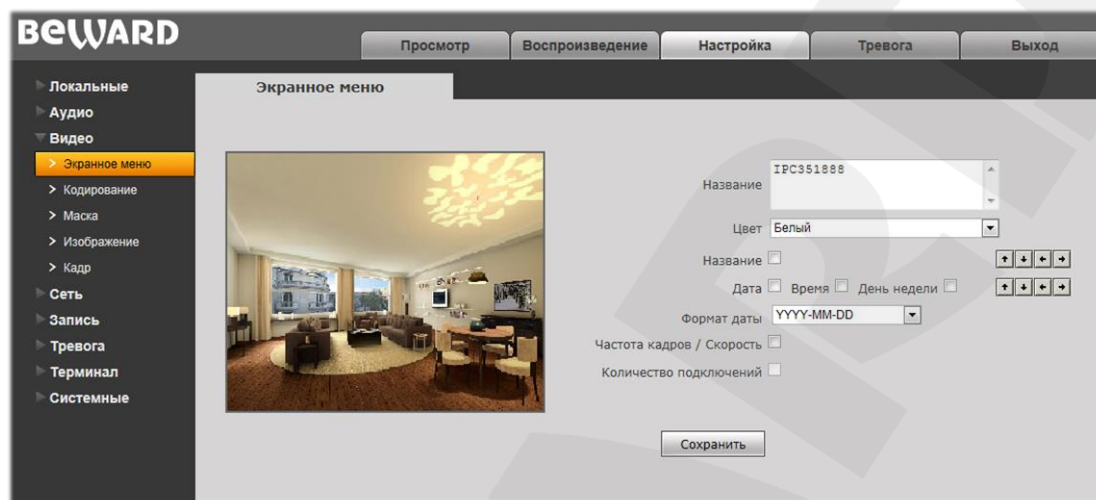 BEWARD
Просмотр Воспроизведение Настройка Тревога Выход
Локальные
Аудио
Видео
> Экранное меню
> Кодирование
> Маска
> Изображение
> Кадр
Сеть
Запись
Тревога
Терминал
Системные
Экранное меню
Название IPC351888
Цвет Белый
Название
Дата Время День недели
Формат даты YYYY-MM-DD
Частота кадров / Скорость
Количество подключений
Сохранить